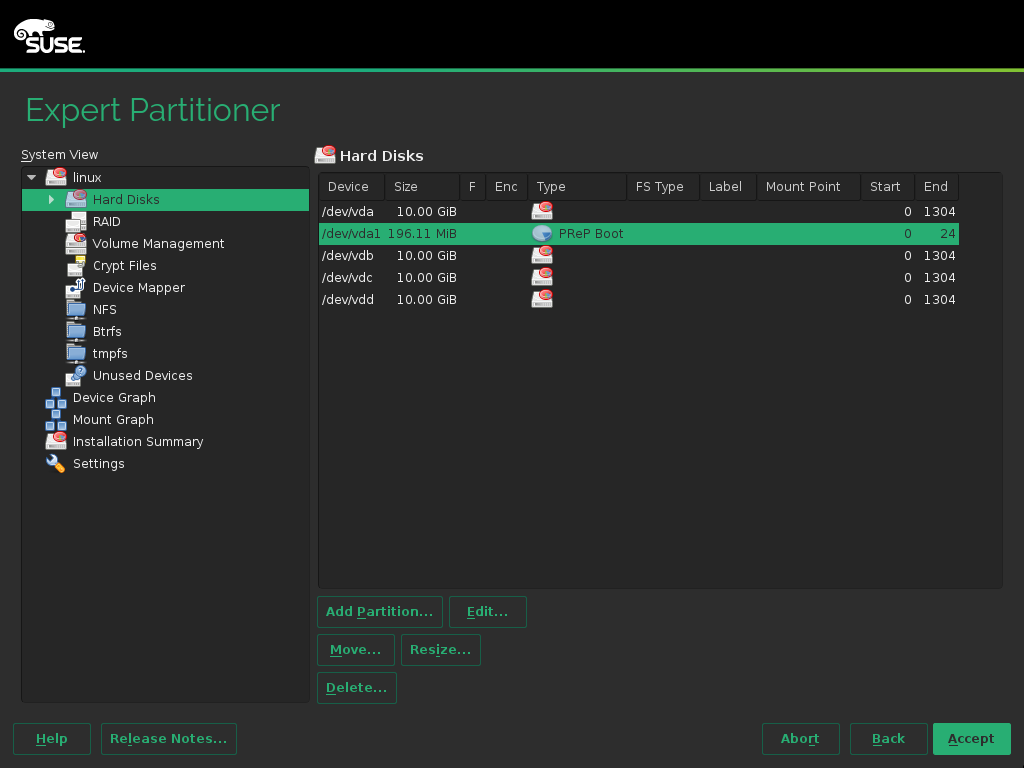 SUSE.
Expert Partitioner
System View
linux
Hard Disks
RAID
Volume Management
Crypt Files
Device Mapper
NFS
Btrfs
tmpfs
Unused Devices
Device Graph
Mount Graph
Installation Summary
Settings
Hard Disks
Device Size F Enc Type FS Type Label Mount Point Start End
/dev/vda 10.00 GiB 0 1304
/dev/vda1 196.11 MiB PReP Boot 0 24
/dev/vdb 10.00 GiB 0 1304
/dev/vdc 10.00 GiB 0 1304
/dev/vdd 10.00 GiB 0 1304
Add Partition... Edit...
Move... Resize...
Delete...
Help Release Notes... Abort Back Accept